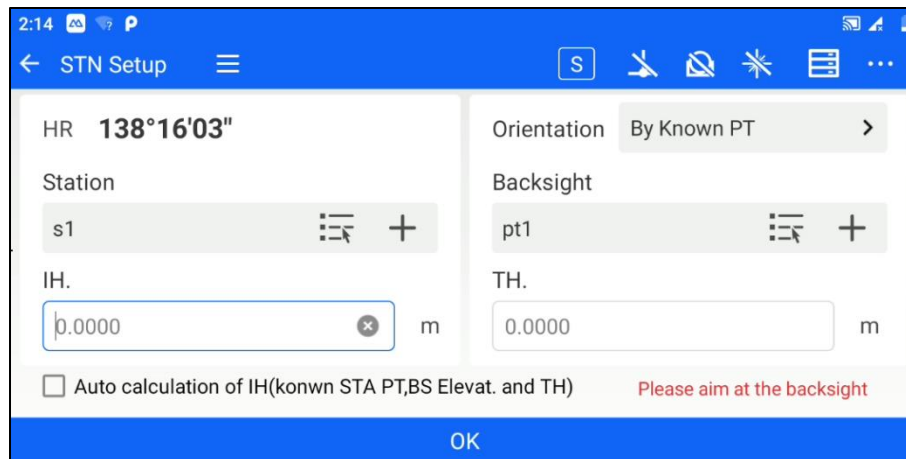 2:14
STN Setup
S
HR 138°16'03"
Orientation By Known PT
Station
Backsight
s1
pt1
IH.
TH.
0.0000 m
0.0000 m
Auto calculation of IH(konwn STA PT,BS Elevat. and TH)
Please aim at the backsight
OK